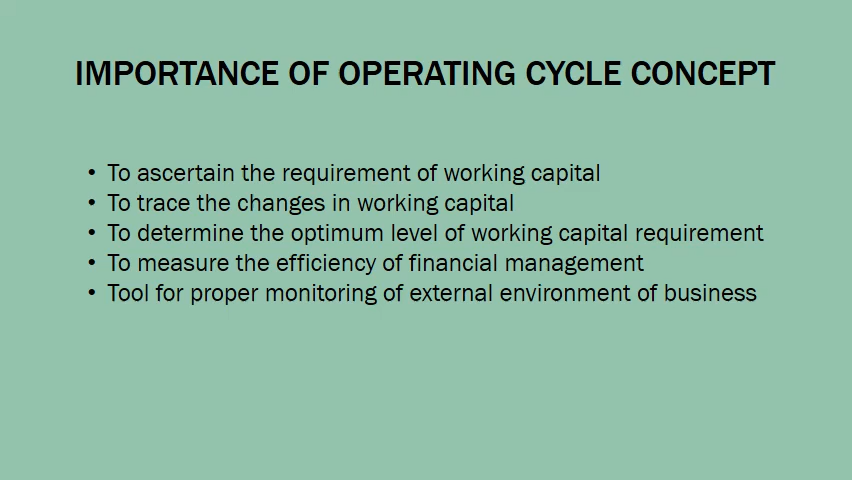 IMPORTANCE OF OPERATING CYCLE CONCEPT
• To ascertain the requirement of working capital
• To trace the changes in working capital
• To determine the optimum level of working capital requirement
• To measure the efficiency of financial management
• Tool for proper monitoring of external environment of business